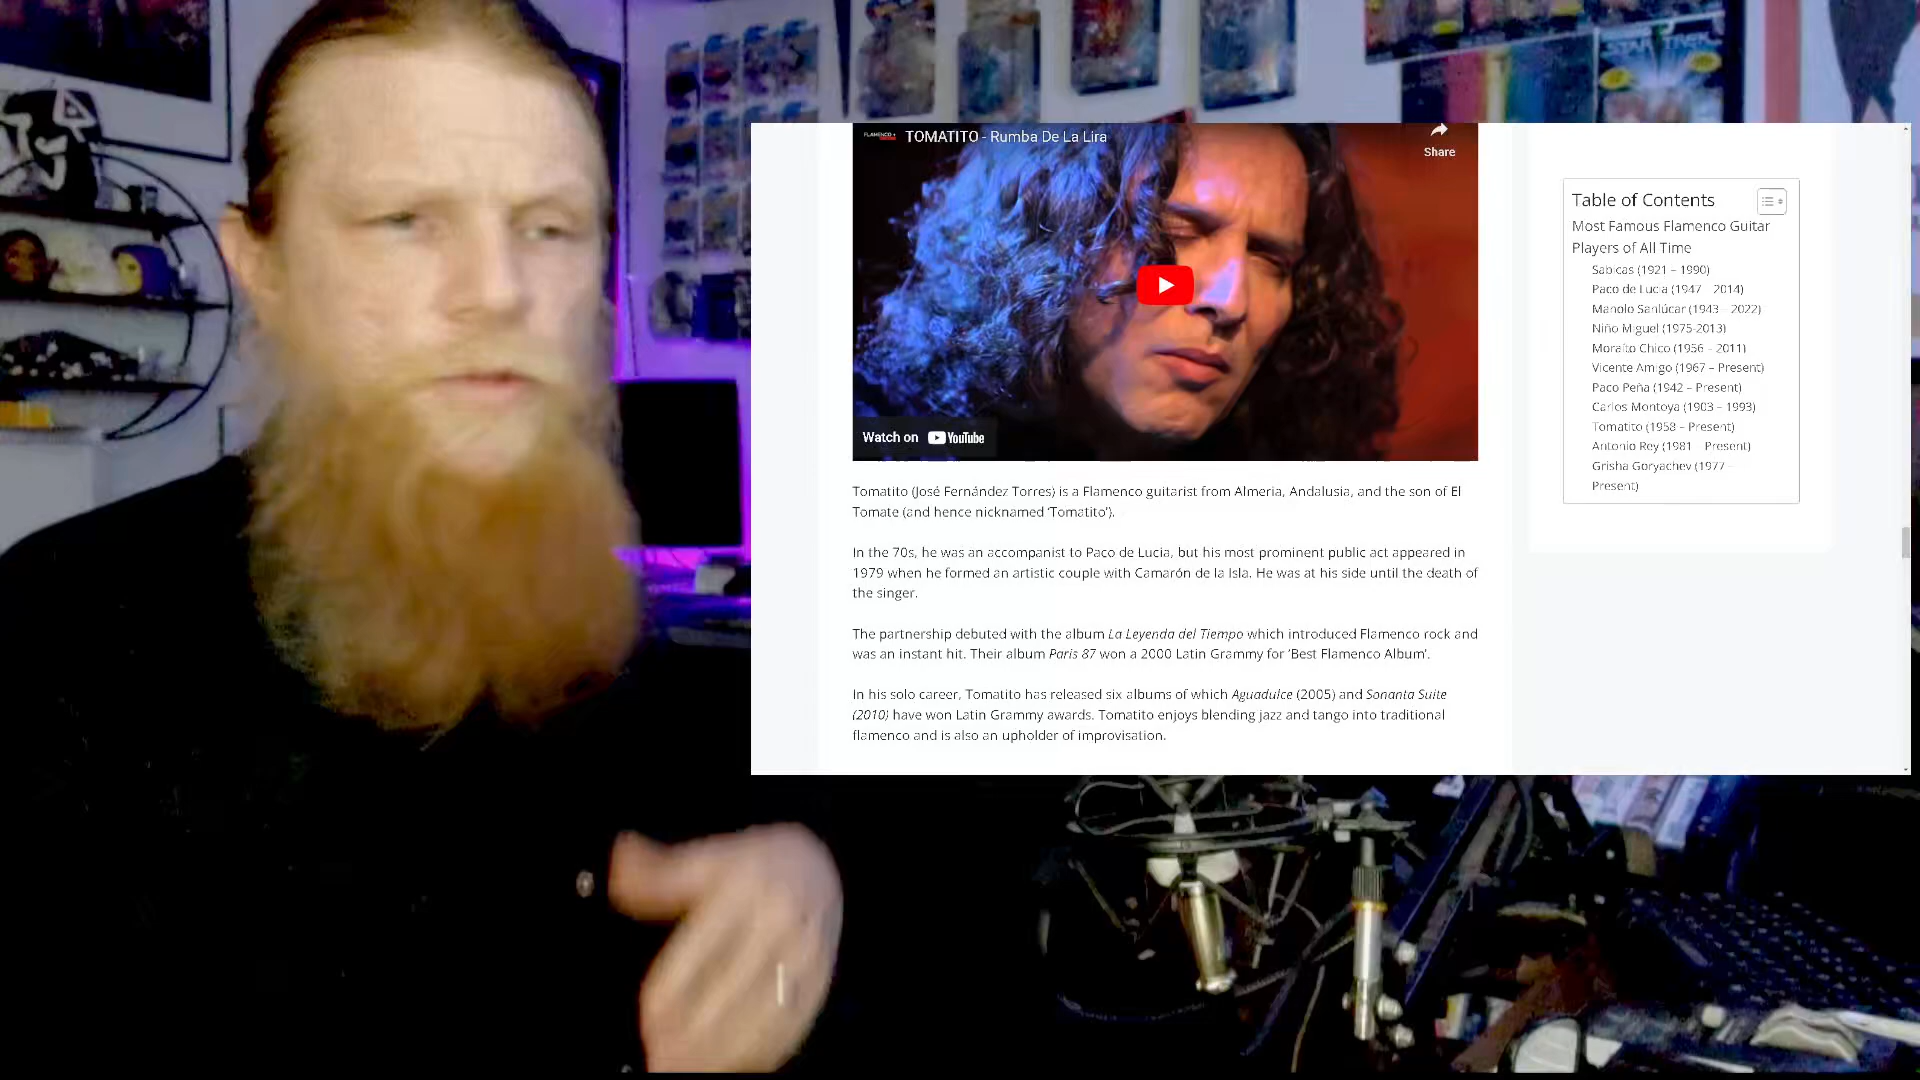 STAR TREK
FLAMENCO +
TOMATITO - Rumba De La Lira
Share
Watch on YouTube
Tomatito (José Fernández Torres) is a Flamenco guitarist from Almeria, Andalusia, and the son of El
Tomate (and hence nicknamed ‘Tomatito’).
In the 70s, he was an accompanist to Paco de Lucia, but his most prominent public act appeared in
1979 when he formed an artistic couple with Camarón de la Isla. He was at his side until the death of
the singer.
The partnership debuted with the album La Leyenda del Tiempo which introduced Flamenco rock and
was an instant hit. Their album Paris 87 won a 2000 Latin Grammy for ‘Best Flamenco Album’.
In his solo career, Tomatito has released six albums of which Aguadulce (2005) and Sonanta Suite
(2010) have won Latin Grammy awards. Tomatito enjoys blending jazz and tango into traditional
flamenco and is also an upholder of improvisation.
Table of Contents
Most Famous Flamenco Guitar
Players of All Time
Sabicas (1921 – 1990)
Paco de Lucia (1947 – 2014)
Manolo Sanlúcar (1943 – 2022)
Niño Miguel (1975-2013)
Moraíto Chico (1956 – 2011)
Vicente Amigo (1967 – Present)
Paco Peña (1942 – Present)
Carlos Montoya (1903 – 1993)
Tomatito (1958 – Present)
Antonio Rey (1981 – Present)
Grisha Goryachev (1977 –
Present)